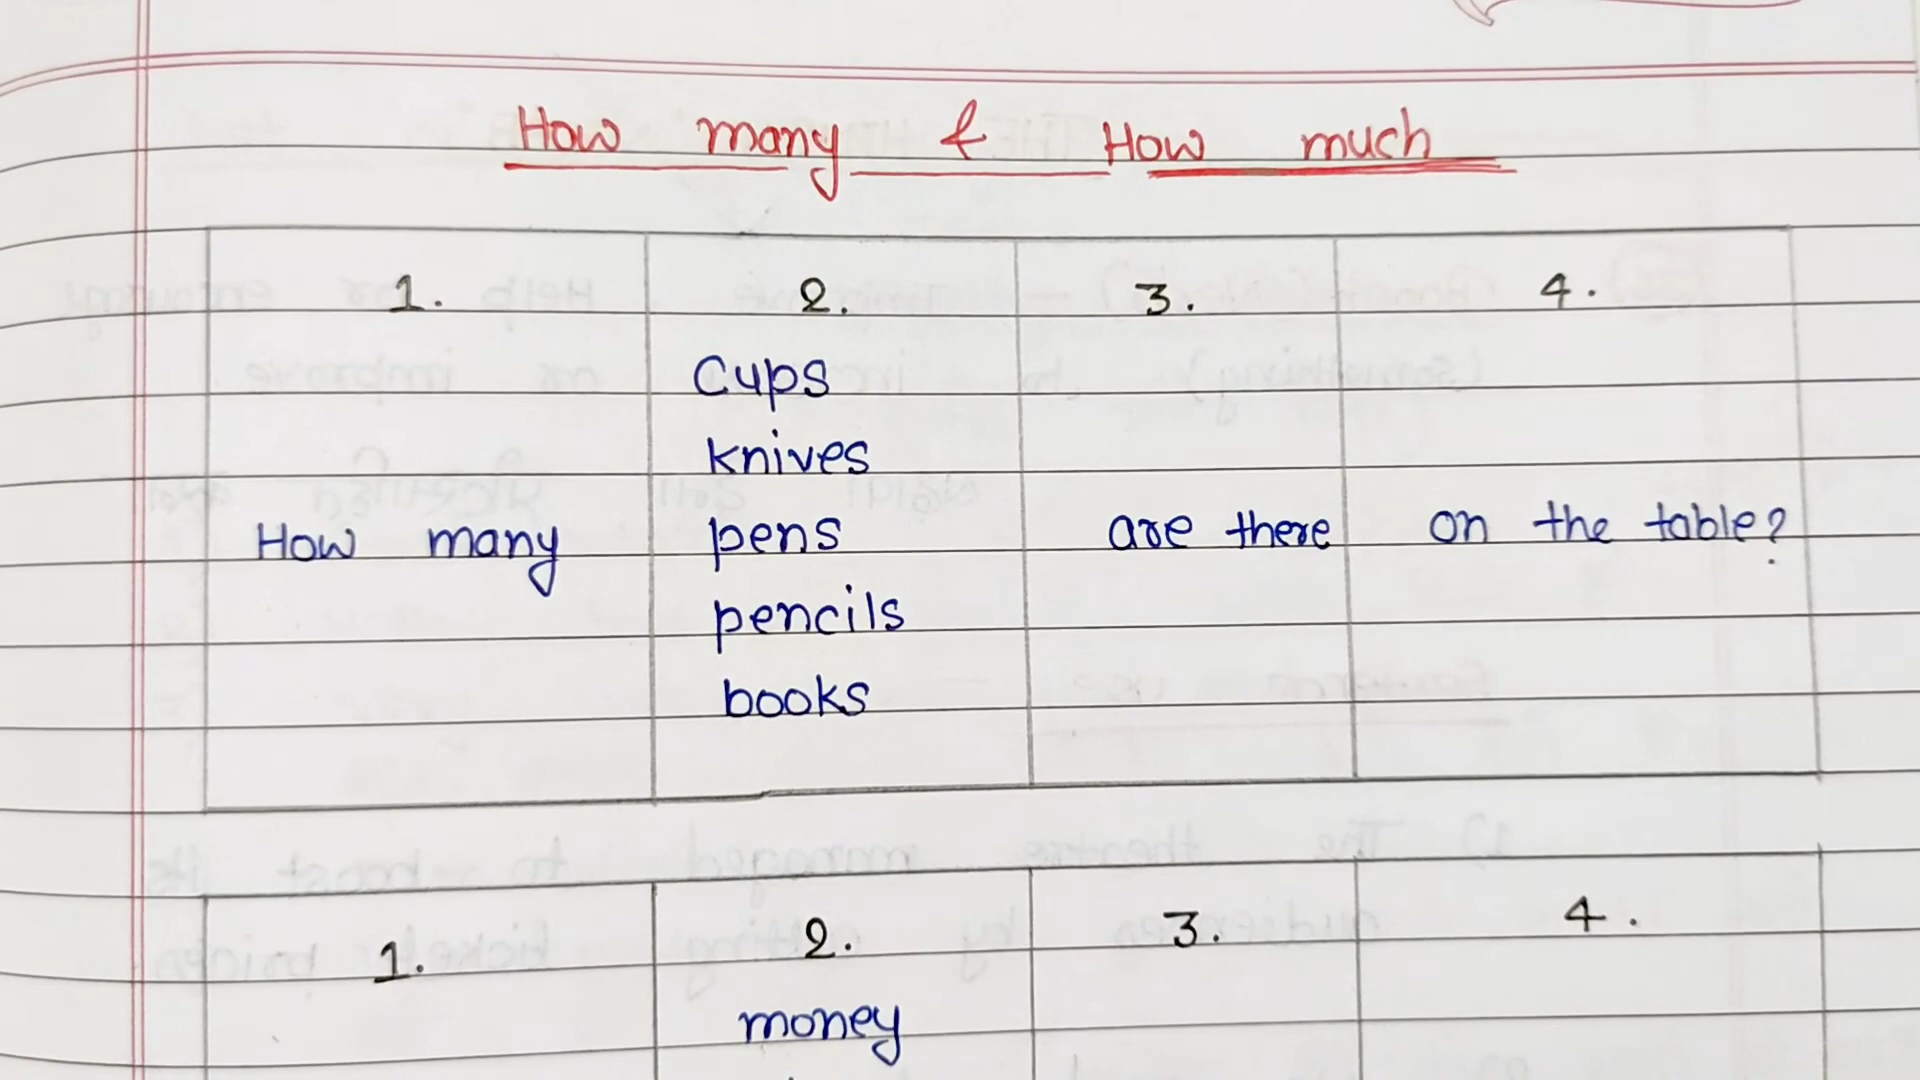 How many & How much
1. 2. 3. 4.
Cups
knives
How many pens are there on the table?
pencils
books
1. 2. 3. 4.
money